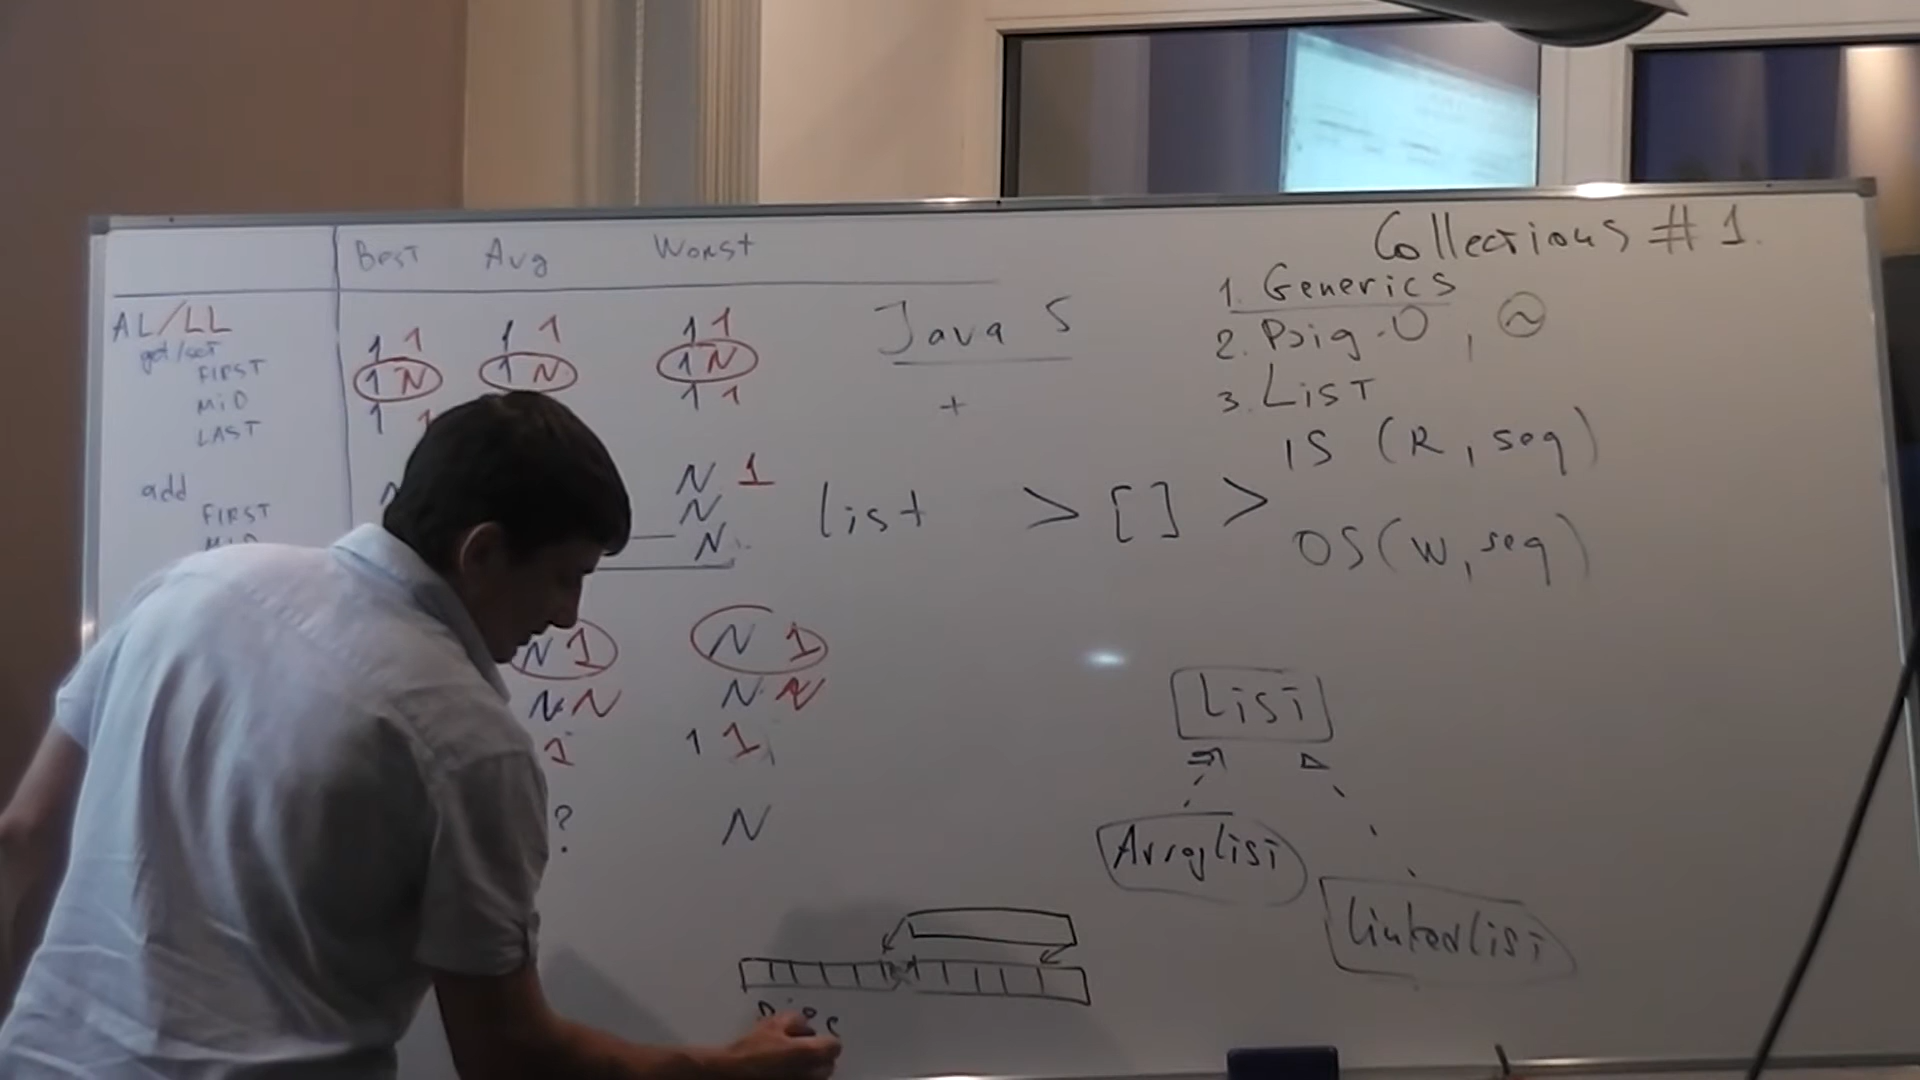 Best Avg Worst
AL/LL
get/set
FIRST 1 1 1 1 1 1
MID 1 N 1 N 1 N
LAST 1 1 1 1
add
FIRST N 1
N
N
N 1 N 1
N N N N
1 1 1
? N
Java 5
+
list > [] >
Collections #1
1. Generics
2. Big-O, ~
3. List
IS (R, seq)
OS (W, seq)
List
ArrayList
LinkedList